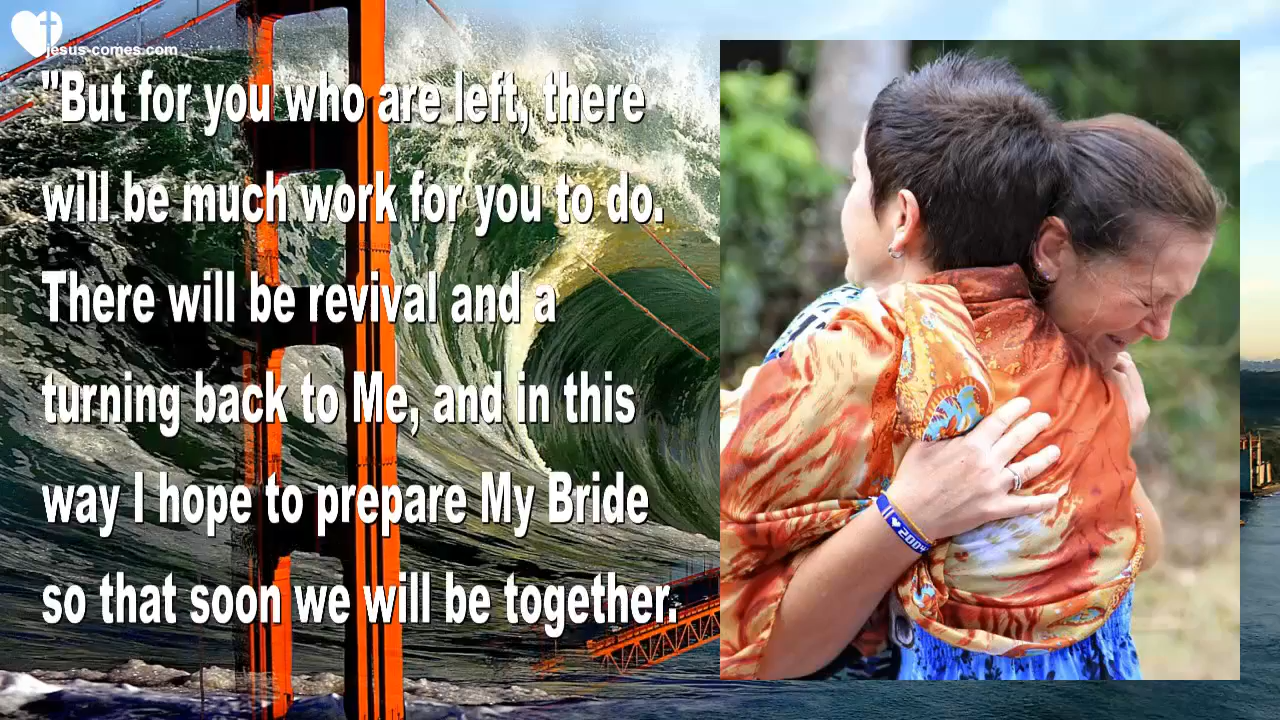 jesus-comes.com
"But for you who are left, there
will be much work for you to do.
There will be revival and a
turning back to Me, and in this
way I hope to prepare My Bride
so that soon we will be together.
2004